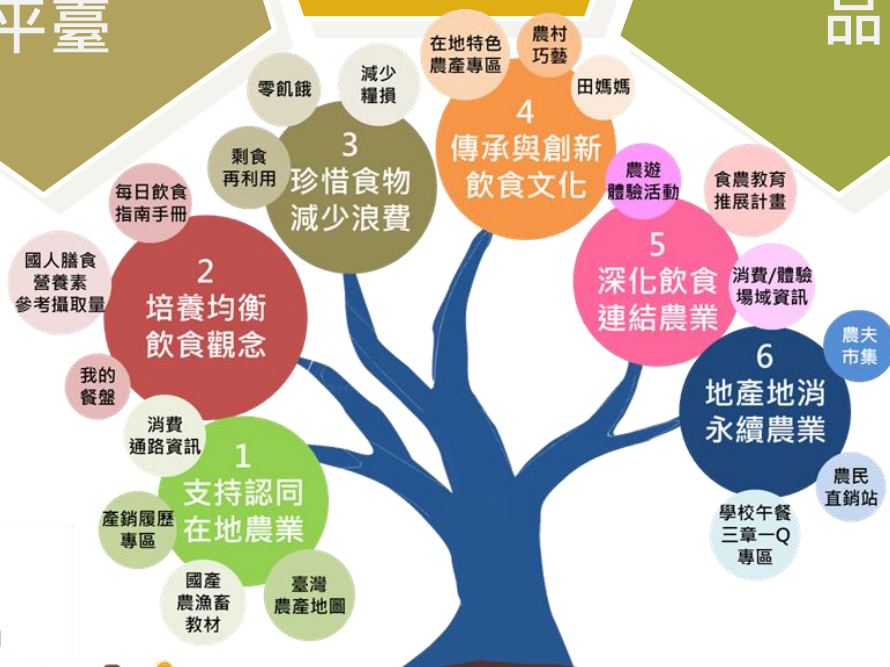 平臺
品
1
支持認同
在地農業
消費
通路資訊
產銷履歷
專區
國產
農漁畜
教材
臺灣
農產地圖
2
培養均衡
飲食觀念
每日飲食
指南手冊
國人膳食
營養素
參考攝取量
我的
餐盤
3
珍惜食物
減少浪費
零飢餓
減少
糧損
剩食
再利用
4
傳承與創新
飲食文化
在地特色
農產專區
農村
巧藝
田媽媽
5
深化飲食
連結農業
農遊
體驗活動
食農教育
推展計畫
消費/體驗
場域資訊
6
地產地消
永續農業
農夫
市集
農民
直銷站
學校午餐
三章一Q
專區